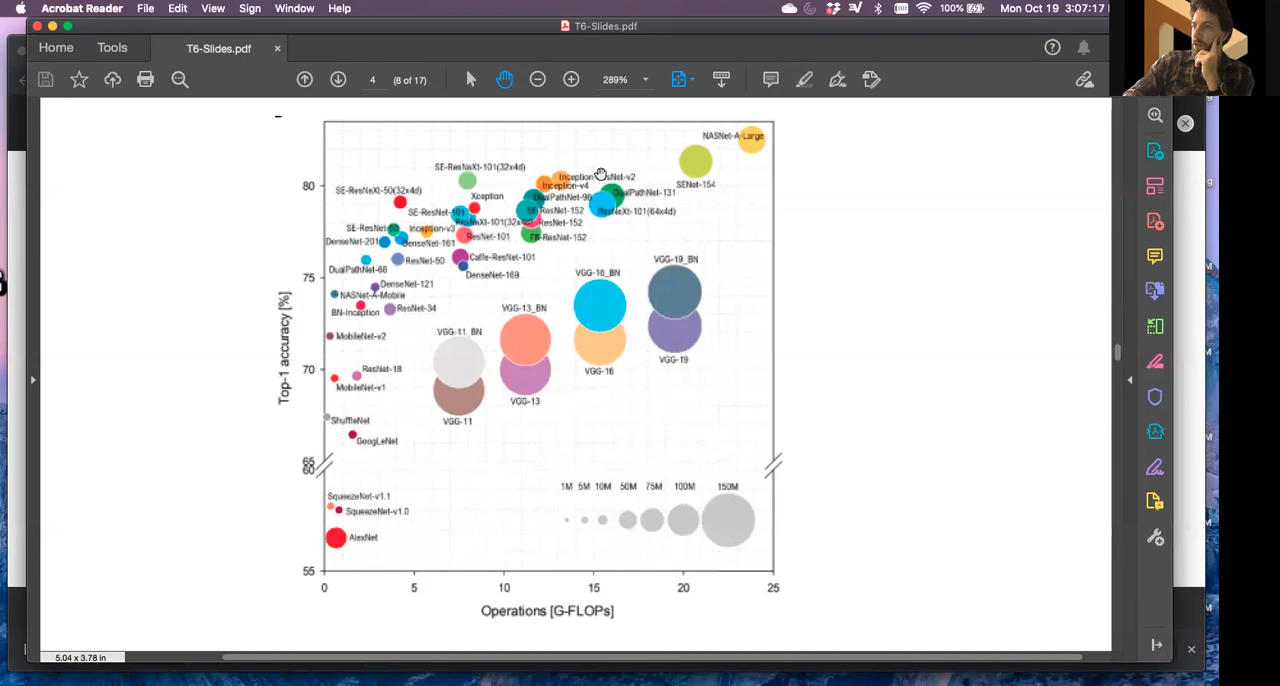 Acrobat Reader File Edit View Sign Window Help
100% Mon Oct 19 3:07:17
T6-Slides.pdf
Home Tools T6-Slides.pdf ×
4 (8 of 17) 289%
NASNet-A-Large
SE-ResNeXt-101(32x4d)
SENet-154
80
Inception-v4
DualPathNet-131
SE-ResNeXt-50(32x4d)
Xception
DualPathNet-98
SE-ResNet-101
SE-ResNet-152
ResNeXt-101(64x4d)
ResNeXt-101(32x4d)
ResNet-152
SE-ResNet-50
Inception-v3
ResNet-101
DenseNet-201
DenseNet-161
Caffe-ResNet-101
DualPathNet-68
ResNet-50
DenseNet-169
75
DenseNet-121
NASNet-A-Mobile
BN-Inception
ResNet-34
VGG-16_BN
VGG-19_BN
VGG-13_BN
MobileNet-v2
VGG-11_BN
VGG-19
70
ResNet-18
VGG-16
MobileNet-v1
VGG-13
ShuffleNet
VGG-11
GoogLeNet
65
60
1M 5M 10M 50M 75M 100M 150M
SqueezeNet-v1.1
SqueezeNet-v1.0
AlexNet
55
0 5 10 15 20 25
Top-1 accuracy [%]
Operations [G-FLOPs]
5.04 x 3.78 in